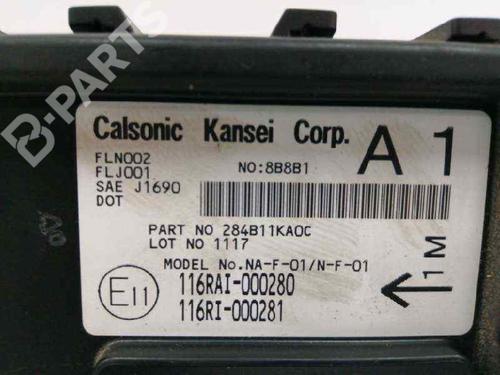 B-PARTS
Calsonic Kansei Corp. A 1
FLN002
FLJ001 NO:8B8B1
SAE J1690
DOT
PART NO 284B11KA0C
LOT NO 1117
MODEL No.NA-F-01/N-F-01
E11 116RAI-000280
116RI-000281
1M